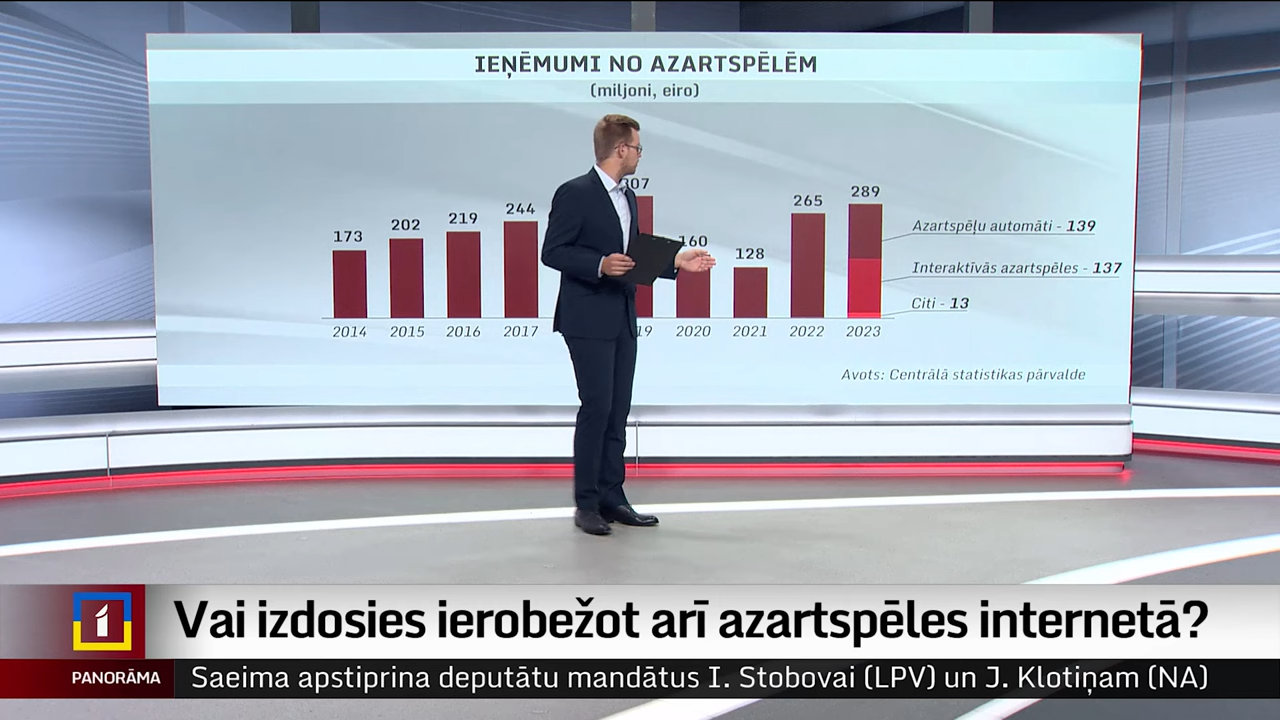 IEŅĒMUMI NO AZARTSPĒLĒM
(miljoni, eiro)
173 202 219 244 160 128 265 289
Azartspēļu automāti - 139
Interaktīvās azartspēles - 137
Citi - 13
2014 2015 2016 2017 2020 2021 2022 2023
Avots: Centrālā statistikas pārvalde
1
Vai izdosies ierobežot arī azartspēles internetā?
PANORĀMA
Saeima apstiprina deputātu mandātus I. Stobovai (LPV) un J. Klotiņam (NA)